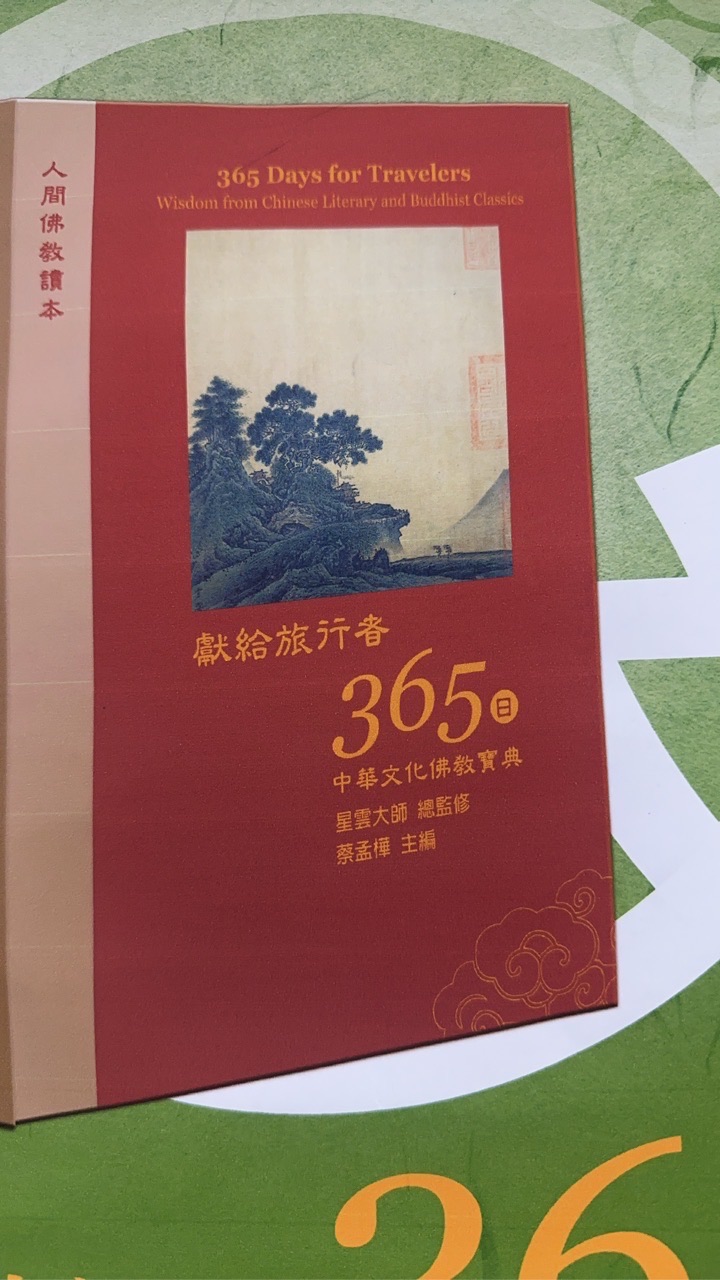 人間佛教讀本
365 Days for Travelers
Wisdom from Chinese Literary and Buddhist Classics
獻給旅行者
365日
中華文化佛教寶典
星雲大師 總監修
蔡孟樺 主編
36